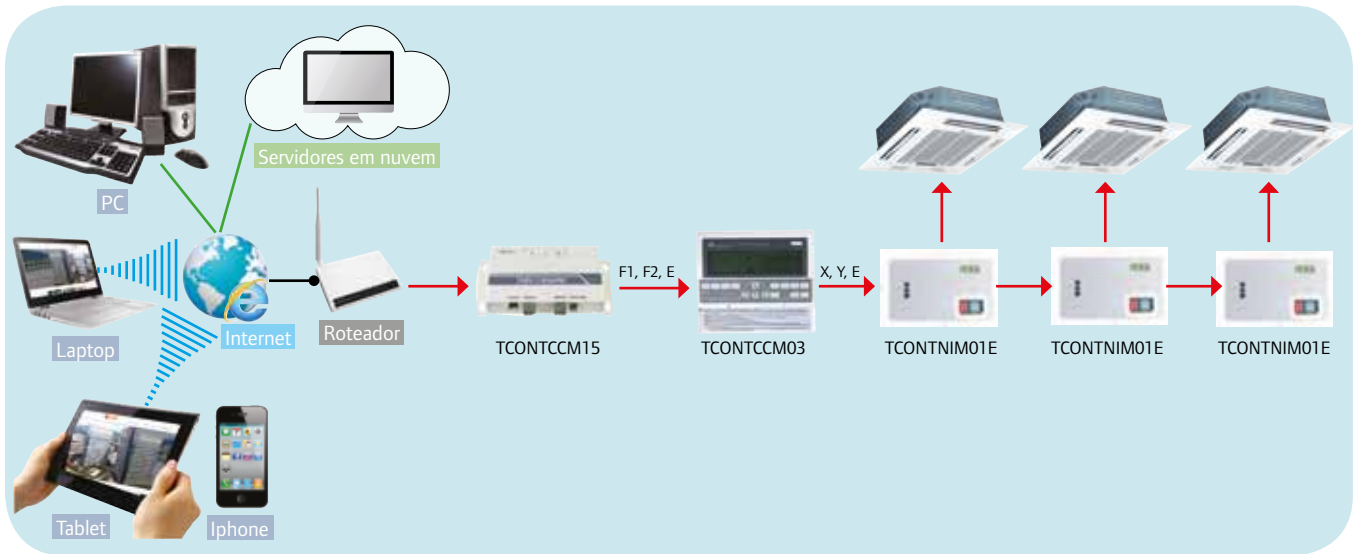 Servidores em nuvem
PC
Laptop
Internet
Roteador
Tablet
Iphone
F1, F2, E
X, Y, E
TCONTCCM15
TCONTCCM03
TCONTNIM01E
TCONTNIM01E
TCONTNIM01E